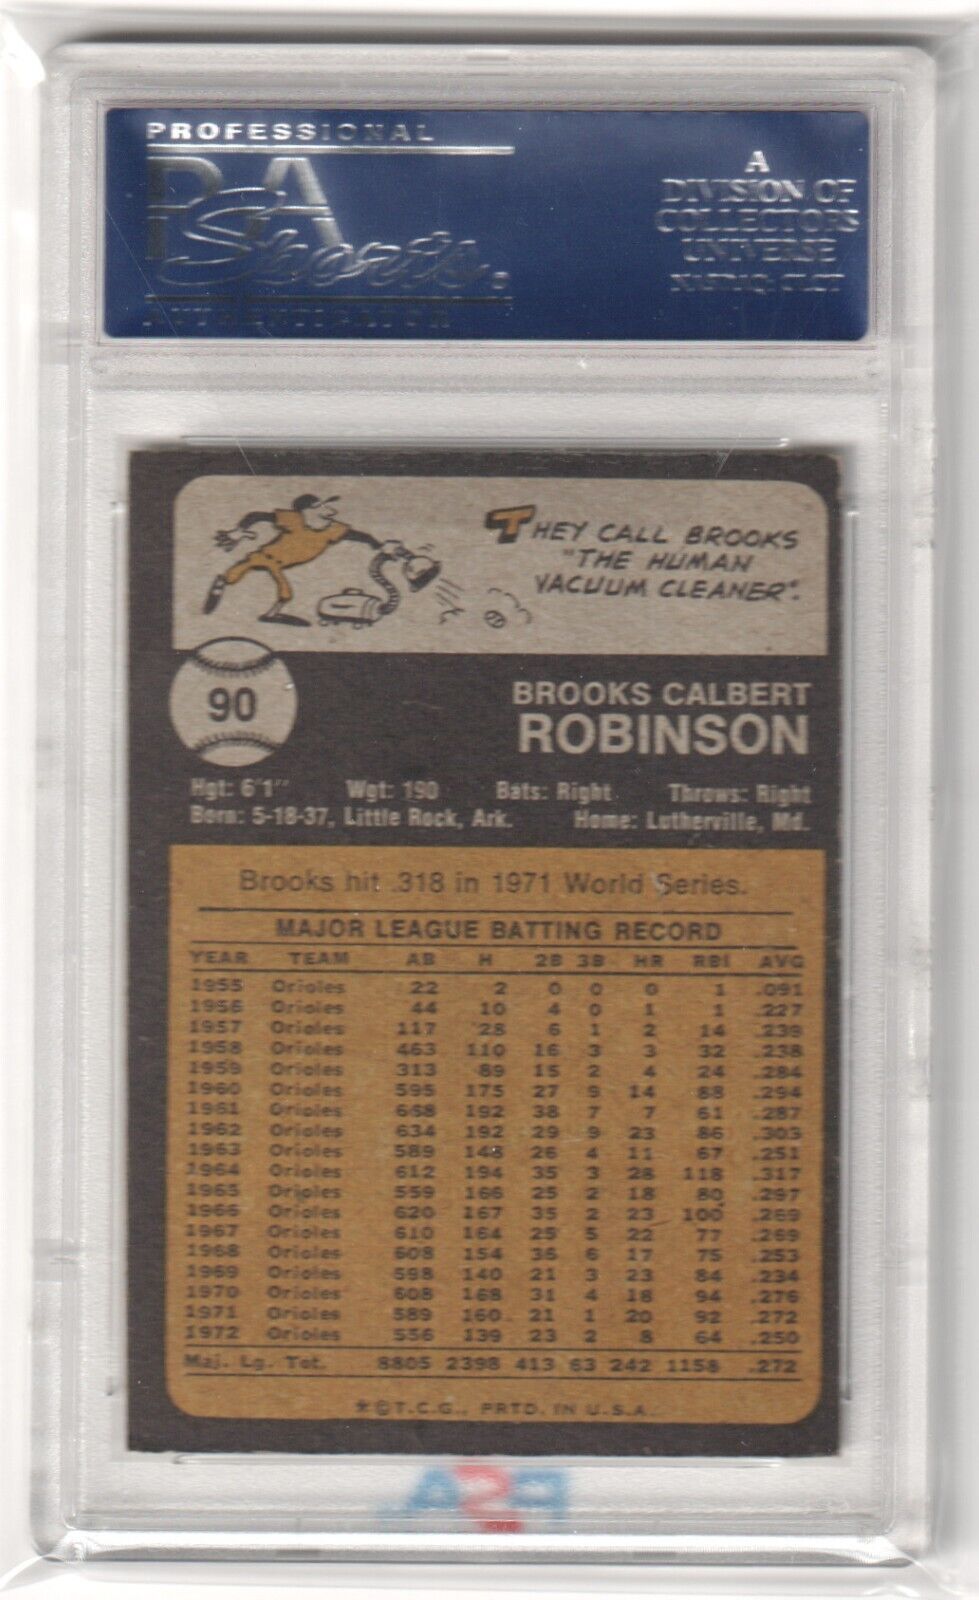 PROFESSIONAL
PSA
Sports
AUTHENTICATOR
A
DIVISION OF
COLLECTORS
UNIVERSE
NASDAQ: CLCT
THEY CALL BROOKS
"THE HUMAN
VACUUM CLEANER".
90
BROOKS CALBERT
ROBINSON
Hgt: 6'1" Wgt: 190 Bats: Right Throws: Right
Born: 5-18-37, Little Rock, Ark. Home: Lutherville, Md.
Brooks hit .318 in 1971 World Series.
MAJOR LEAGUE BATTING RECORD
YEAR TEAM AB H 2B 3B HR RBI AVG
1955 Orioles 22 2 0 0 0 1 .091
1956 Orioles 44 10 4 0 1 1 .227
1957 Orioles 117 28 6 1 2 14 .239
1958 Orioles 463 110 16 3 3 32 .238
1959 Orioles 313 89 15 2 4 24 .284
1960 Orioles 595 175 27 9 14 88 .294
1961 Orioles 668 192 38 7 7 61 .287
1962 Orioles 634 192 29 9 23 86 .303
1963 Orioles 589 148 26 4 11 67 .251
1964 Orioles 612 194 35 3 28 118 .317
1965 Orioles 559 166 25 2 18 80 .297
1966 Orioles 620 167 35 2 23 100 .269
1967 Orioles 610 164 25 5 22 77 .269
1968 Orioles 608 154 36 6 17 75 .253
1969 Orioles 598 140 21 3 23 84 .234
1970 Orioles 608 168 31 4 18 94 .276
1971 Orioles 589 160 21 1 20 92 .272
1972 Orioles 556 139 23 2 8 64 .250
Maj. Lg. Tot. 8805 2398 413 63 242 1158 .272
*©T.C.G., PRTD. IN U.S.A.
PSA